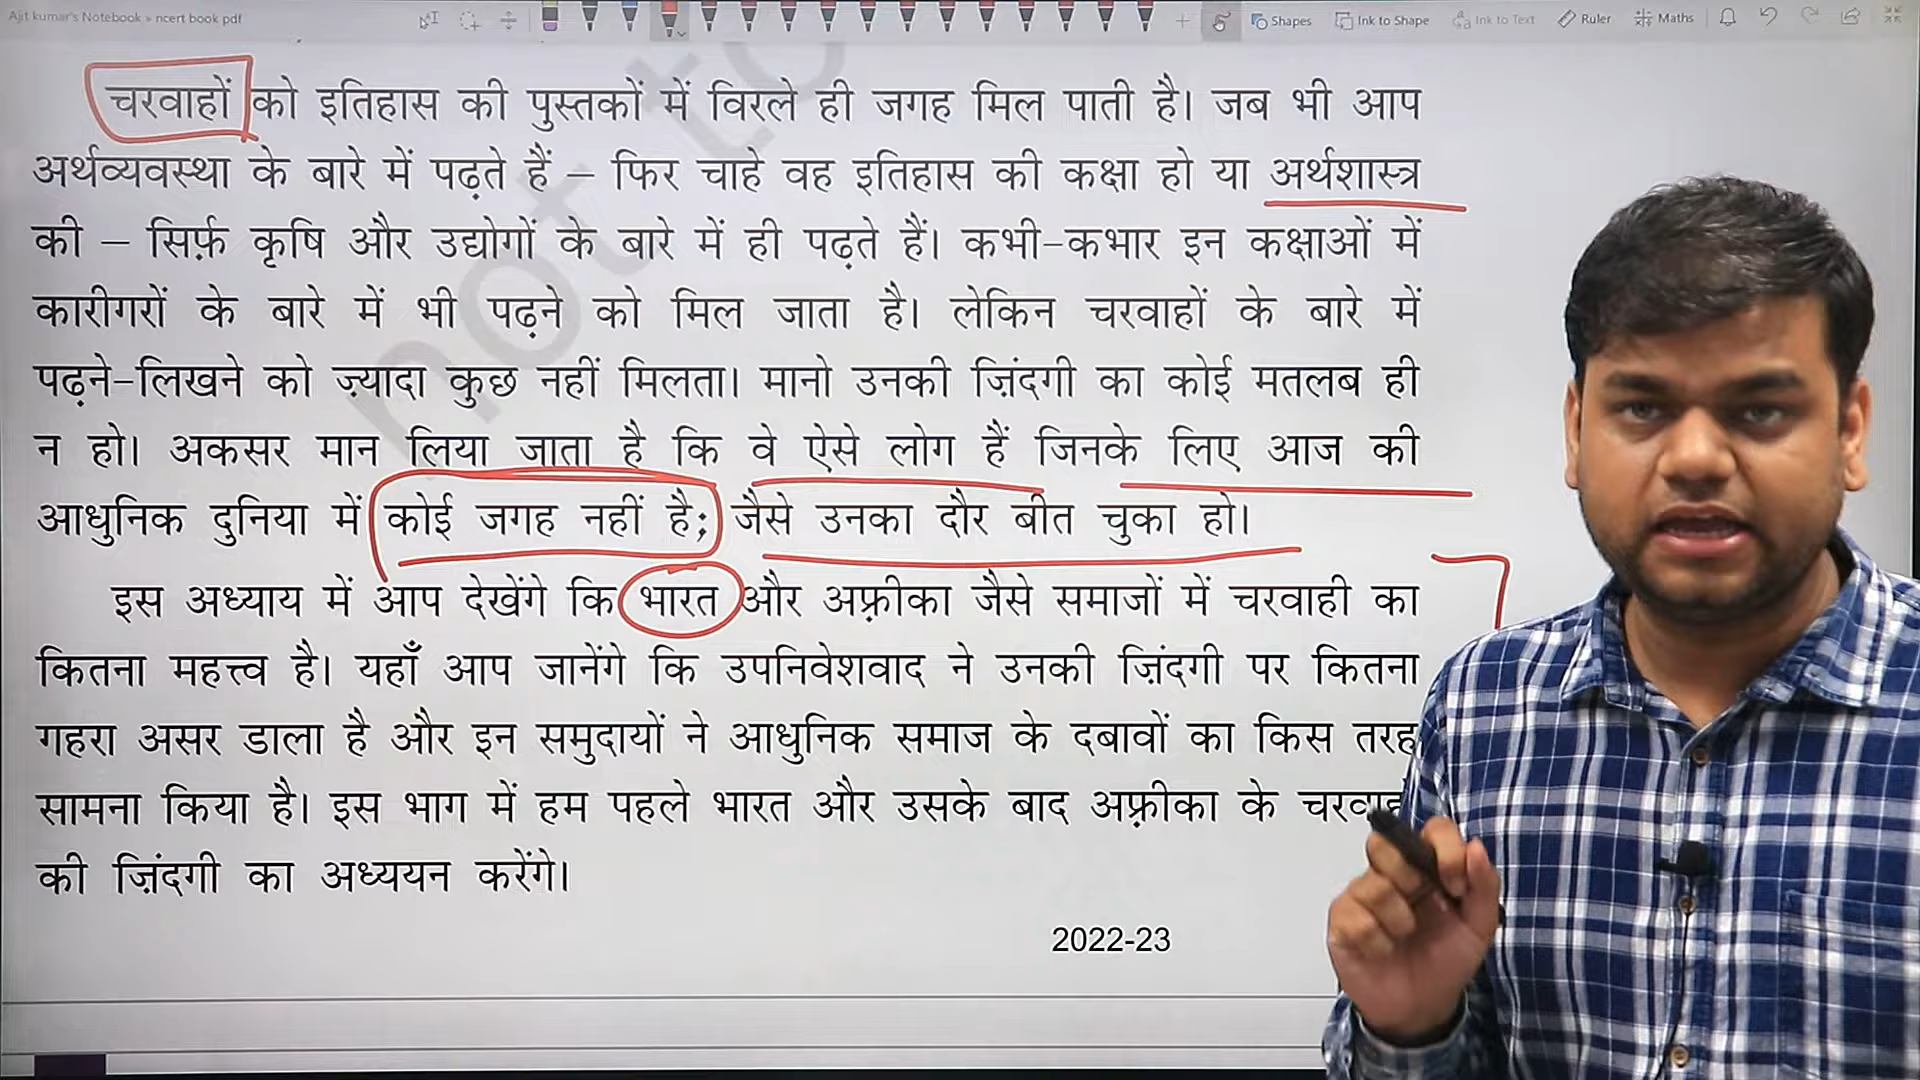 Ajit kumar's Notebook » ncert book pdf
Shapes
Ink to Shape
Ink to Text
Ruler
Maths
not to
चरवाहों को इतिहास की पुस्तकों में विरले ही जगह मिल पाती है। जब भी आप
अर्थव्यवस्था के बारे में पढ़ते हैं – फिर चाहे वह इतिहास की कक्षा हो या अर्थशास्त्र
की – सिर्फ़ कृषि और उद्योगों के बारे में ही पढ़ते हैं। कभी-कभार इन कक्षाओं में
कारीगरों के बारे में भी पढ़ने को मिल जाता है। लेकिन चरवाहों के बारे में
पढ़ने-लिखने को ज़्यादा कुछ नहीं मिलता। मानो उनकी ज़िंदगी का कोई मतलब ही
न हो। अकसर मान लिया जाता है कि वे ऐसे लोग हैं जिनके लिए आज की
आधुनिक दुनिया में कोई जगह नहीं है; जैसे उनका दौर बीत चुका हो।
इस अध्याय में आप देखेंगे कि भारत और अफ़्रीका जैसे समाजों में चरवाही का
कितना महत्त्व है। यहाँ आप जानेंगे कि उपनिवेशवाद ने उनकी ज़िंदगी पर कितना
गहरा असर डाला है और इन समुदायों ने आधुनिक समाज के दबावों का किस तरह
सामना किया है। इस भाग में हम पहले भारत और उसके बाद अफ़्रीका के
की ज़िंदगी का अध्ययन करेंगे।
2022-23